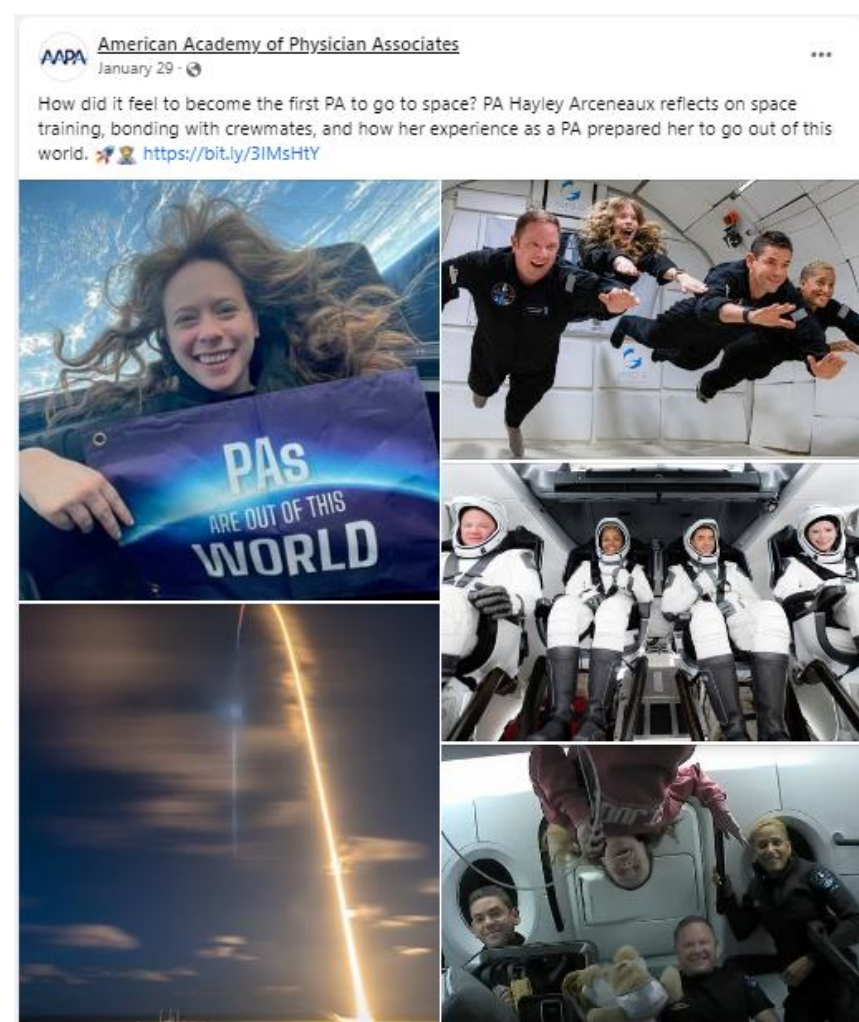 AAPA
American Academy of Physician Associates
January 29 ·
How did it feel to become the first PA to go to space? PA Hayley Arceneaux reflects on space
training, bonding with crewmates, and how her experience as a PA prepared her to go out of this
world. 🚀👩‍🚀 https://bit.ly/3IMsHtY
PAs
ARE OUT OF THIS
WORLD